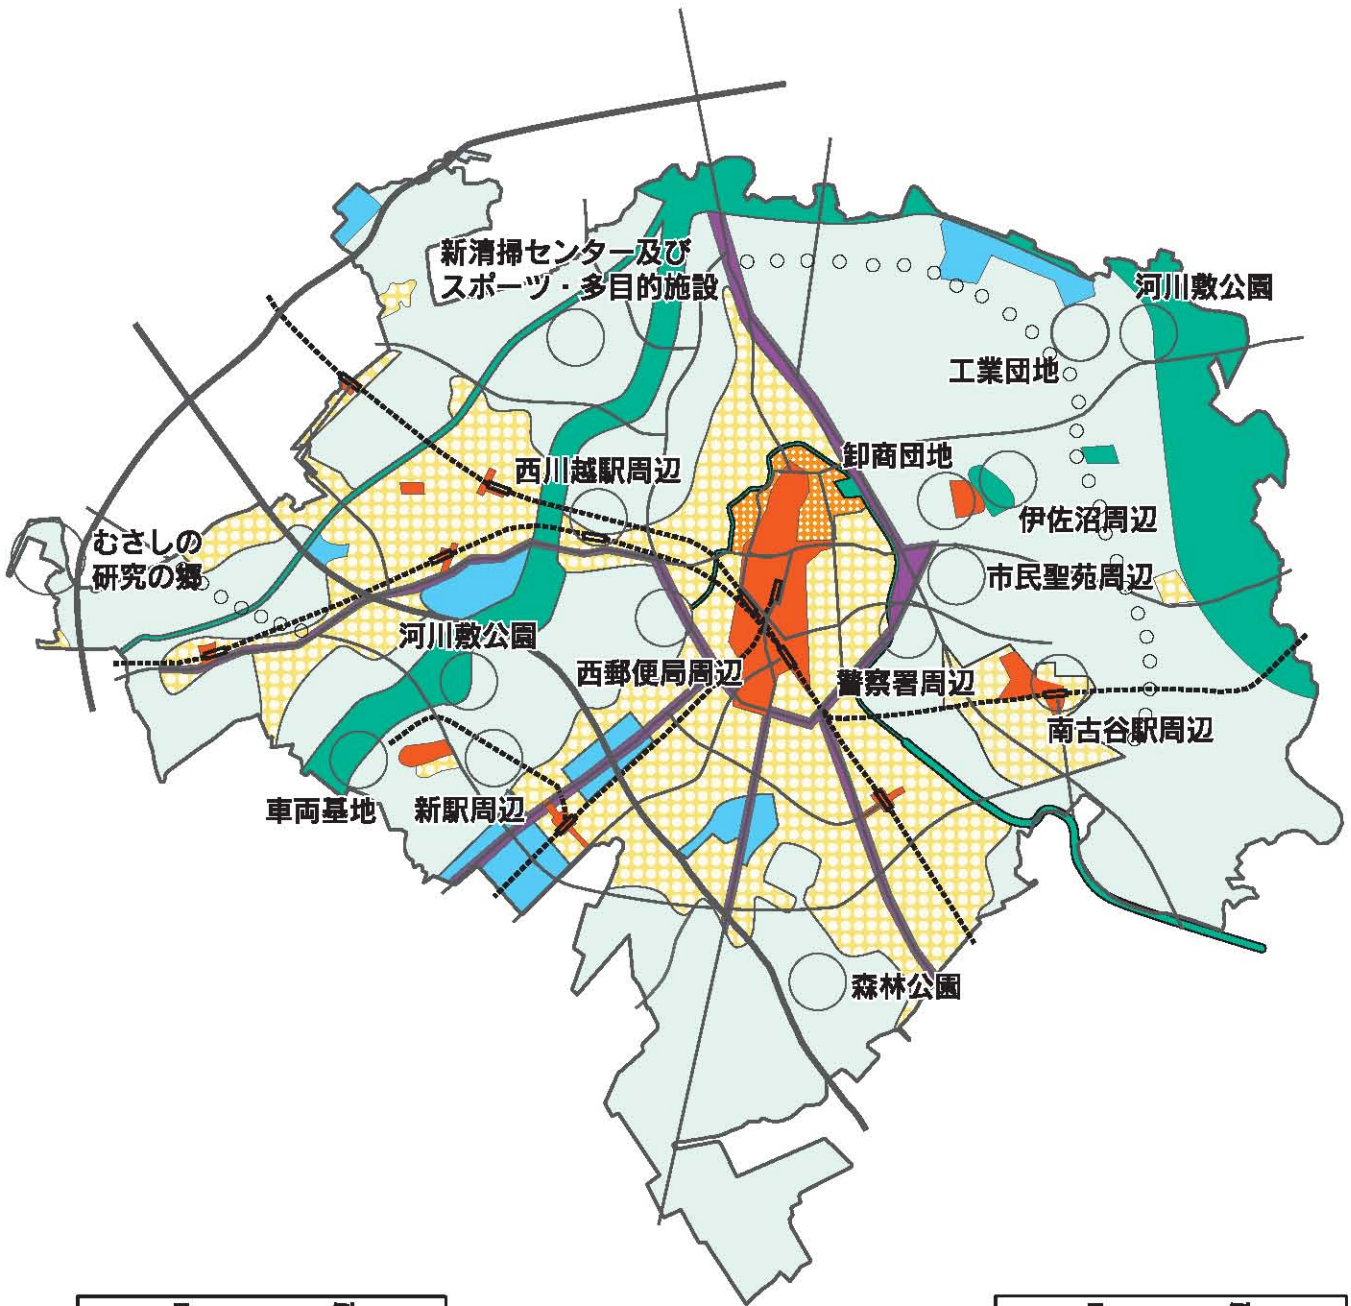 新清掃センター及び
スポーツ・多目的施設
河川敷公園
工業団地
卸商団地
西川越駅周辺
伊佐沼周辺
むさしの
研究の郷
市民聖苑周辺
河川敷公園
西郵便局周辺
警察署周辺
南古谷駅周辺
車両基地
新駅周辺
森林公園